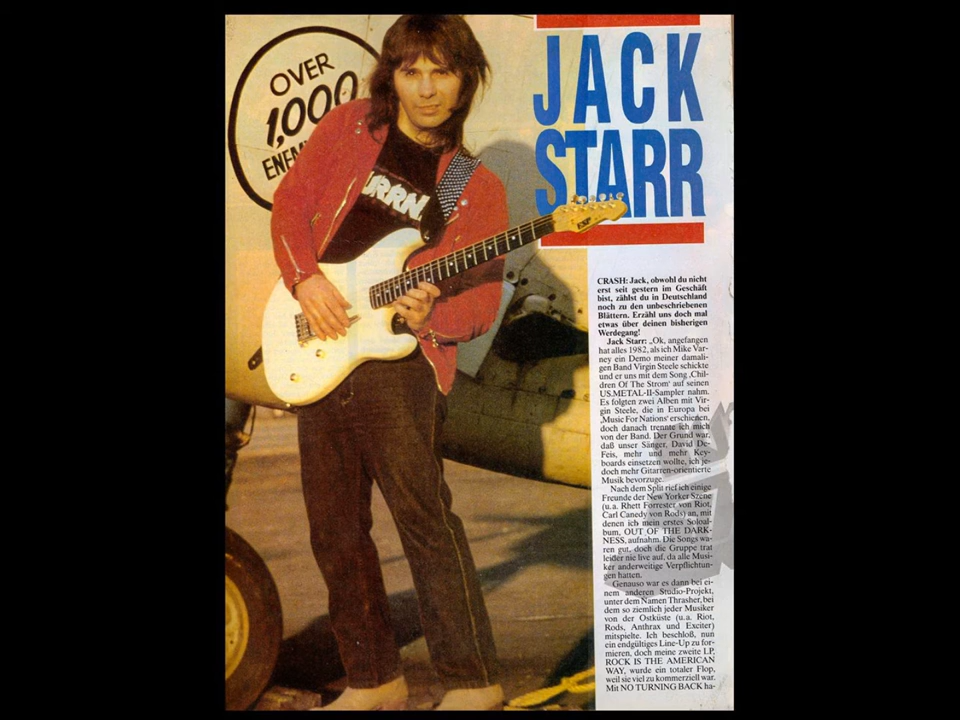 OVER
1,000
ENEM
JACK
STARR
URRN
ESP
CRASH: Jack, obwohl du nicht
erst seit gestern im Geschäft
bist, zählst du in Deutschland
noch zu den unbeschriebenen
Blättern. Erzähl uns doch mal
etwas über deinen bisherigen
Werdegang!
Jack Starr: „Ok, angefangen
hat alles 1982, als ich Mike Var-
ney ein Demo meiner damali-
gen Band Virgin Steele schickte
und er uns mit dem Song ‚Chil-
dren Of The Strom‘ auf seinen
US.METAL-II-Sampler nahm.
Es folgten zwei Alben mit Vir-
gin Steele, die in Europa bei
‚Music For Nations‘ erschienen,
doch danach trennte ich mich
von der Band. Der Grund war,
daß unser Sänger, David De-
Feis, mehr und mehr Key-
boards einsetzen wollte, ich je-
doch mehr Gitarren-orientierte
Musik bevorzuge.
Nach dem Split rief ich einige
Freunde der New Yorker Szene
(u.a. Rhett Forrester von Riot,
Carl Canedy von Rods) an, mit
denen ich mein erstes Soloal-
bum, OUT OF THE DARK-
NESS, aufnahm. Die Songs wa-
ren gut, doch die Gruppe trat
leider nie live auf, da alle Musi-
ker anderweitige Verpflichtun-
gen hatten.
Genauso war es dann bei ei-
nem anderen Studio-Projekt,
unter dem Namen Thrasher, bei
dem so ziemlich jeder Musiker
von der Ostküste (u.a. Riot,
Rods, Anthrax und Exciter)
mitspielte. Ich beschloß, nun
ein endgültiges Line-Up zu for-
mieren, doch meine zweite LP,
ROCK IS THE AMERICAN
WAY, wurde ein totaler Flop,
weil sie viel zu kommerziell war.
Mit NO TURNING BACK ha-